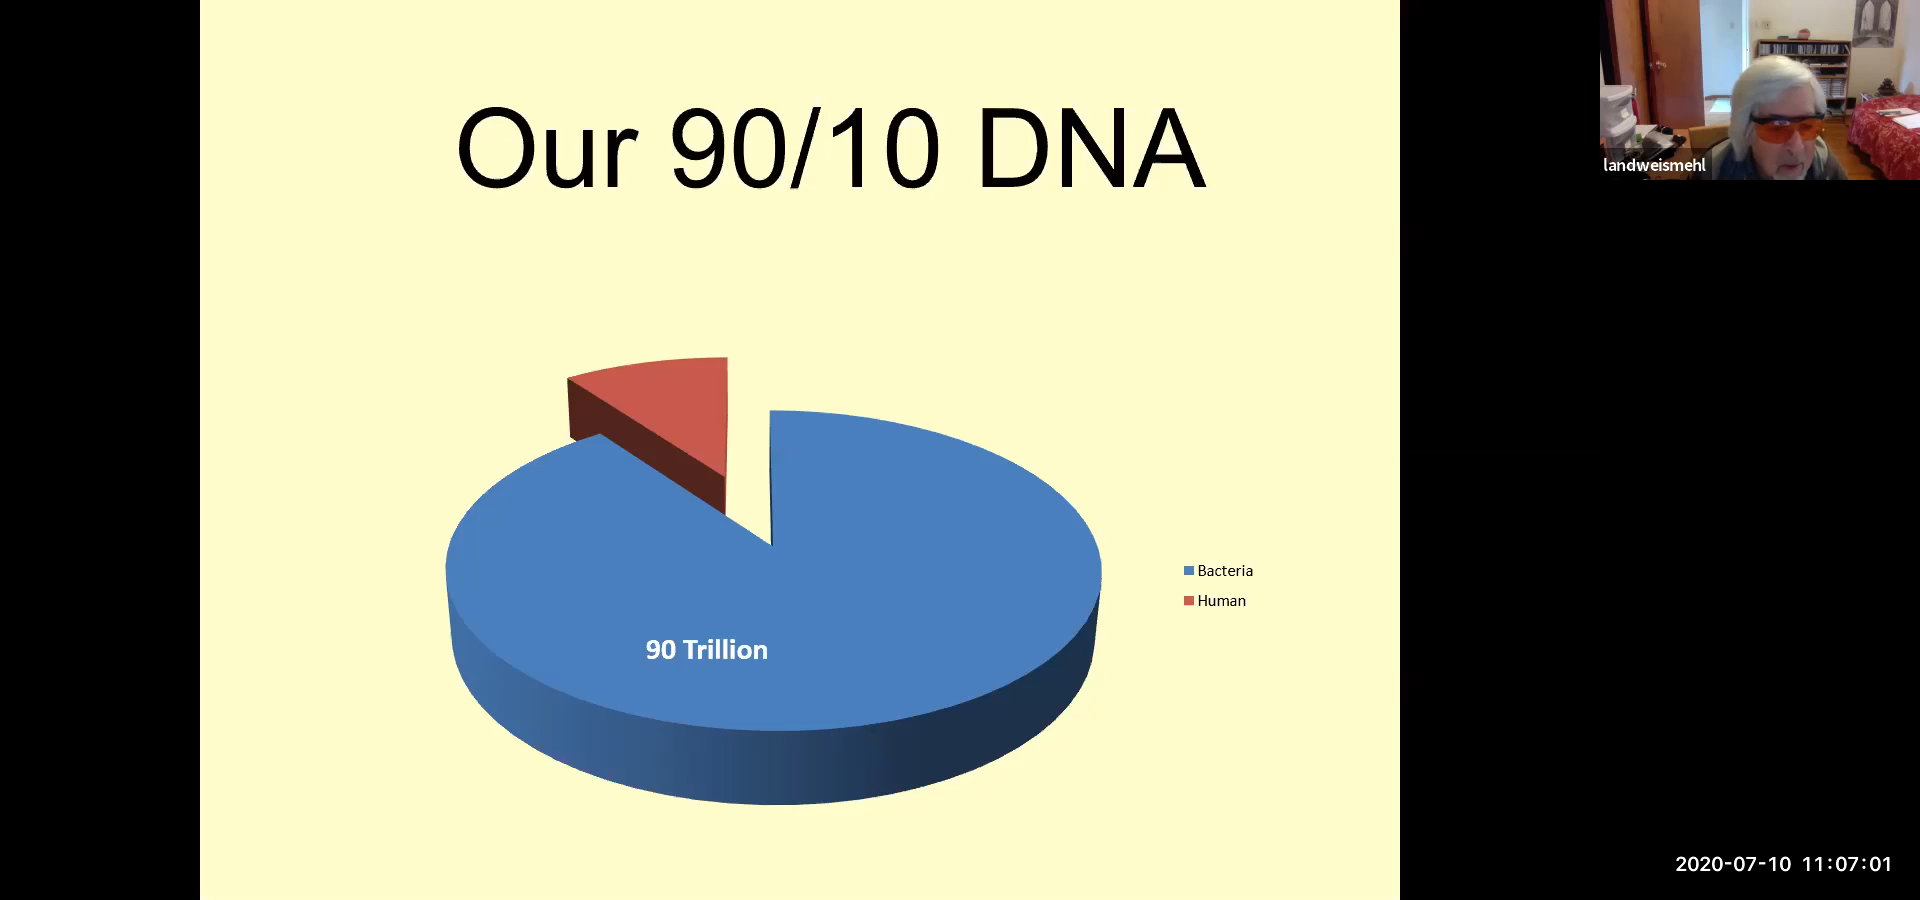 Our 90/10 DNA
landweismehl
Bacteria
Human
90 Trillion
2020-07-10 11:07:01